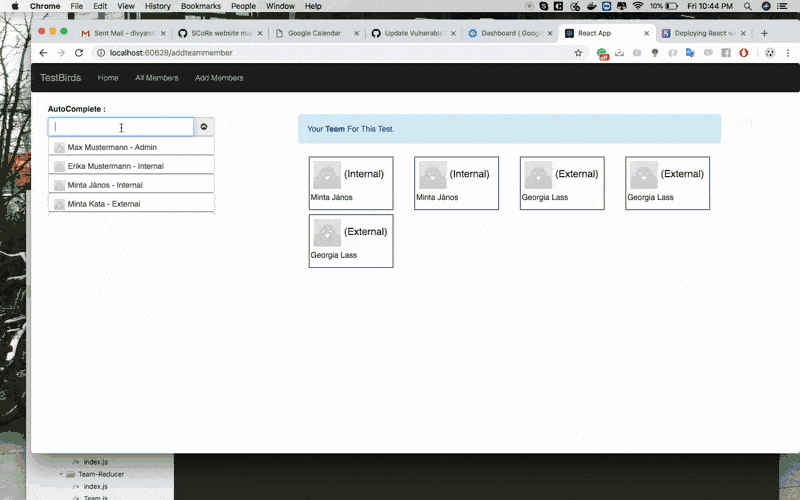 Chrome File Edit View History Bookmarks People Window Help 10% Fri 10:44 PM
Sent Mail - divyans
SCoRe website ma
Google Calendar
Update Vulnerabl
Dashboard | Goog
React App
Deploying React w
localhost:60628/addteammember
TestBirds Home All Members Add Members
AutoComplete :
Max Mustermann - Admin
Erika Mustermann - Internal
Minta János - Internal
Minta Kata - External
Your Team For This Test.
(Internal)
Minta János
(Internal)
Minta János
(External)
Georgia Lass
(External)
Georgia Lass
(External)
Georgia Lass
index.js
Team-Reducer
index.js
Team.js